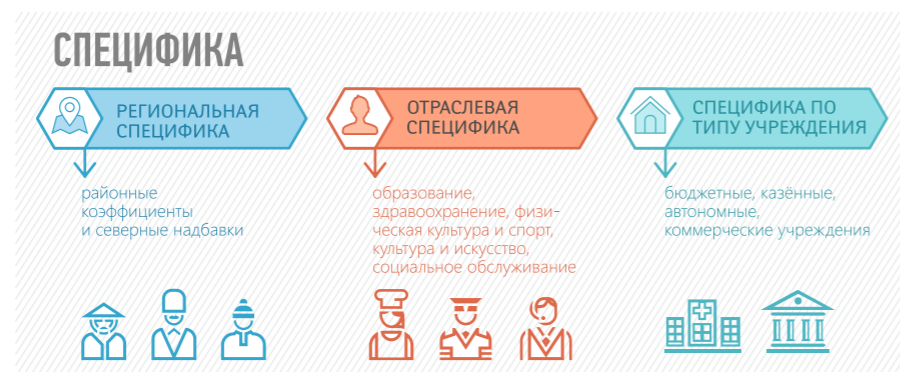 СПЕЦИФИКА
РЕГИОНАЛЬНАЯ
СПЕЦИФИКА
районные
коэффициенты
и северные надбавки
ОТРАСЛЕВАЯ
СПЕЦИФИКА
образование,
здравоохранение, физи-
ческая культура и спорт,
культура и искусство,
социальное обслуживание
СПЕЦИФИКА ПО
ТИПУ УЧРЕЖДЕНИЯ
бюджетные, казённые,
автономные,
коммерческие учреждения